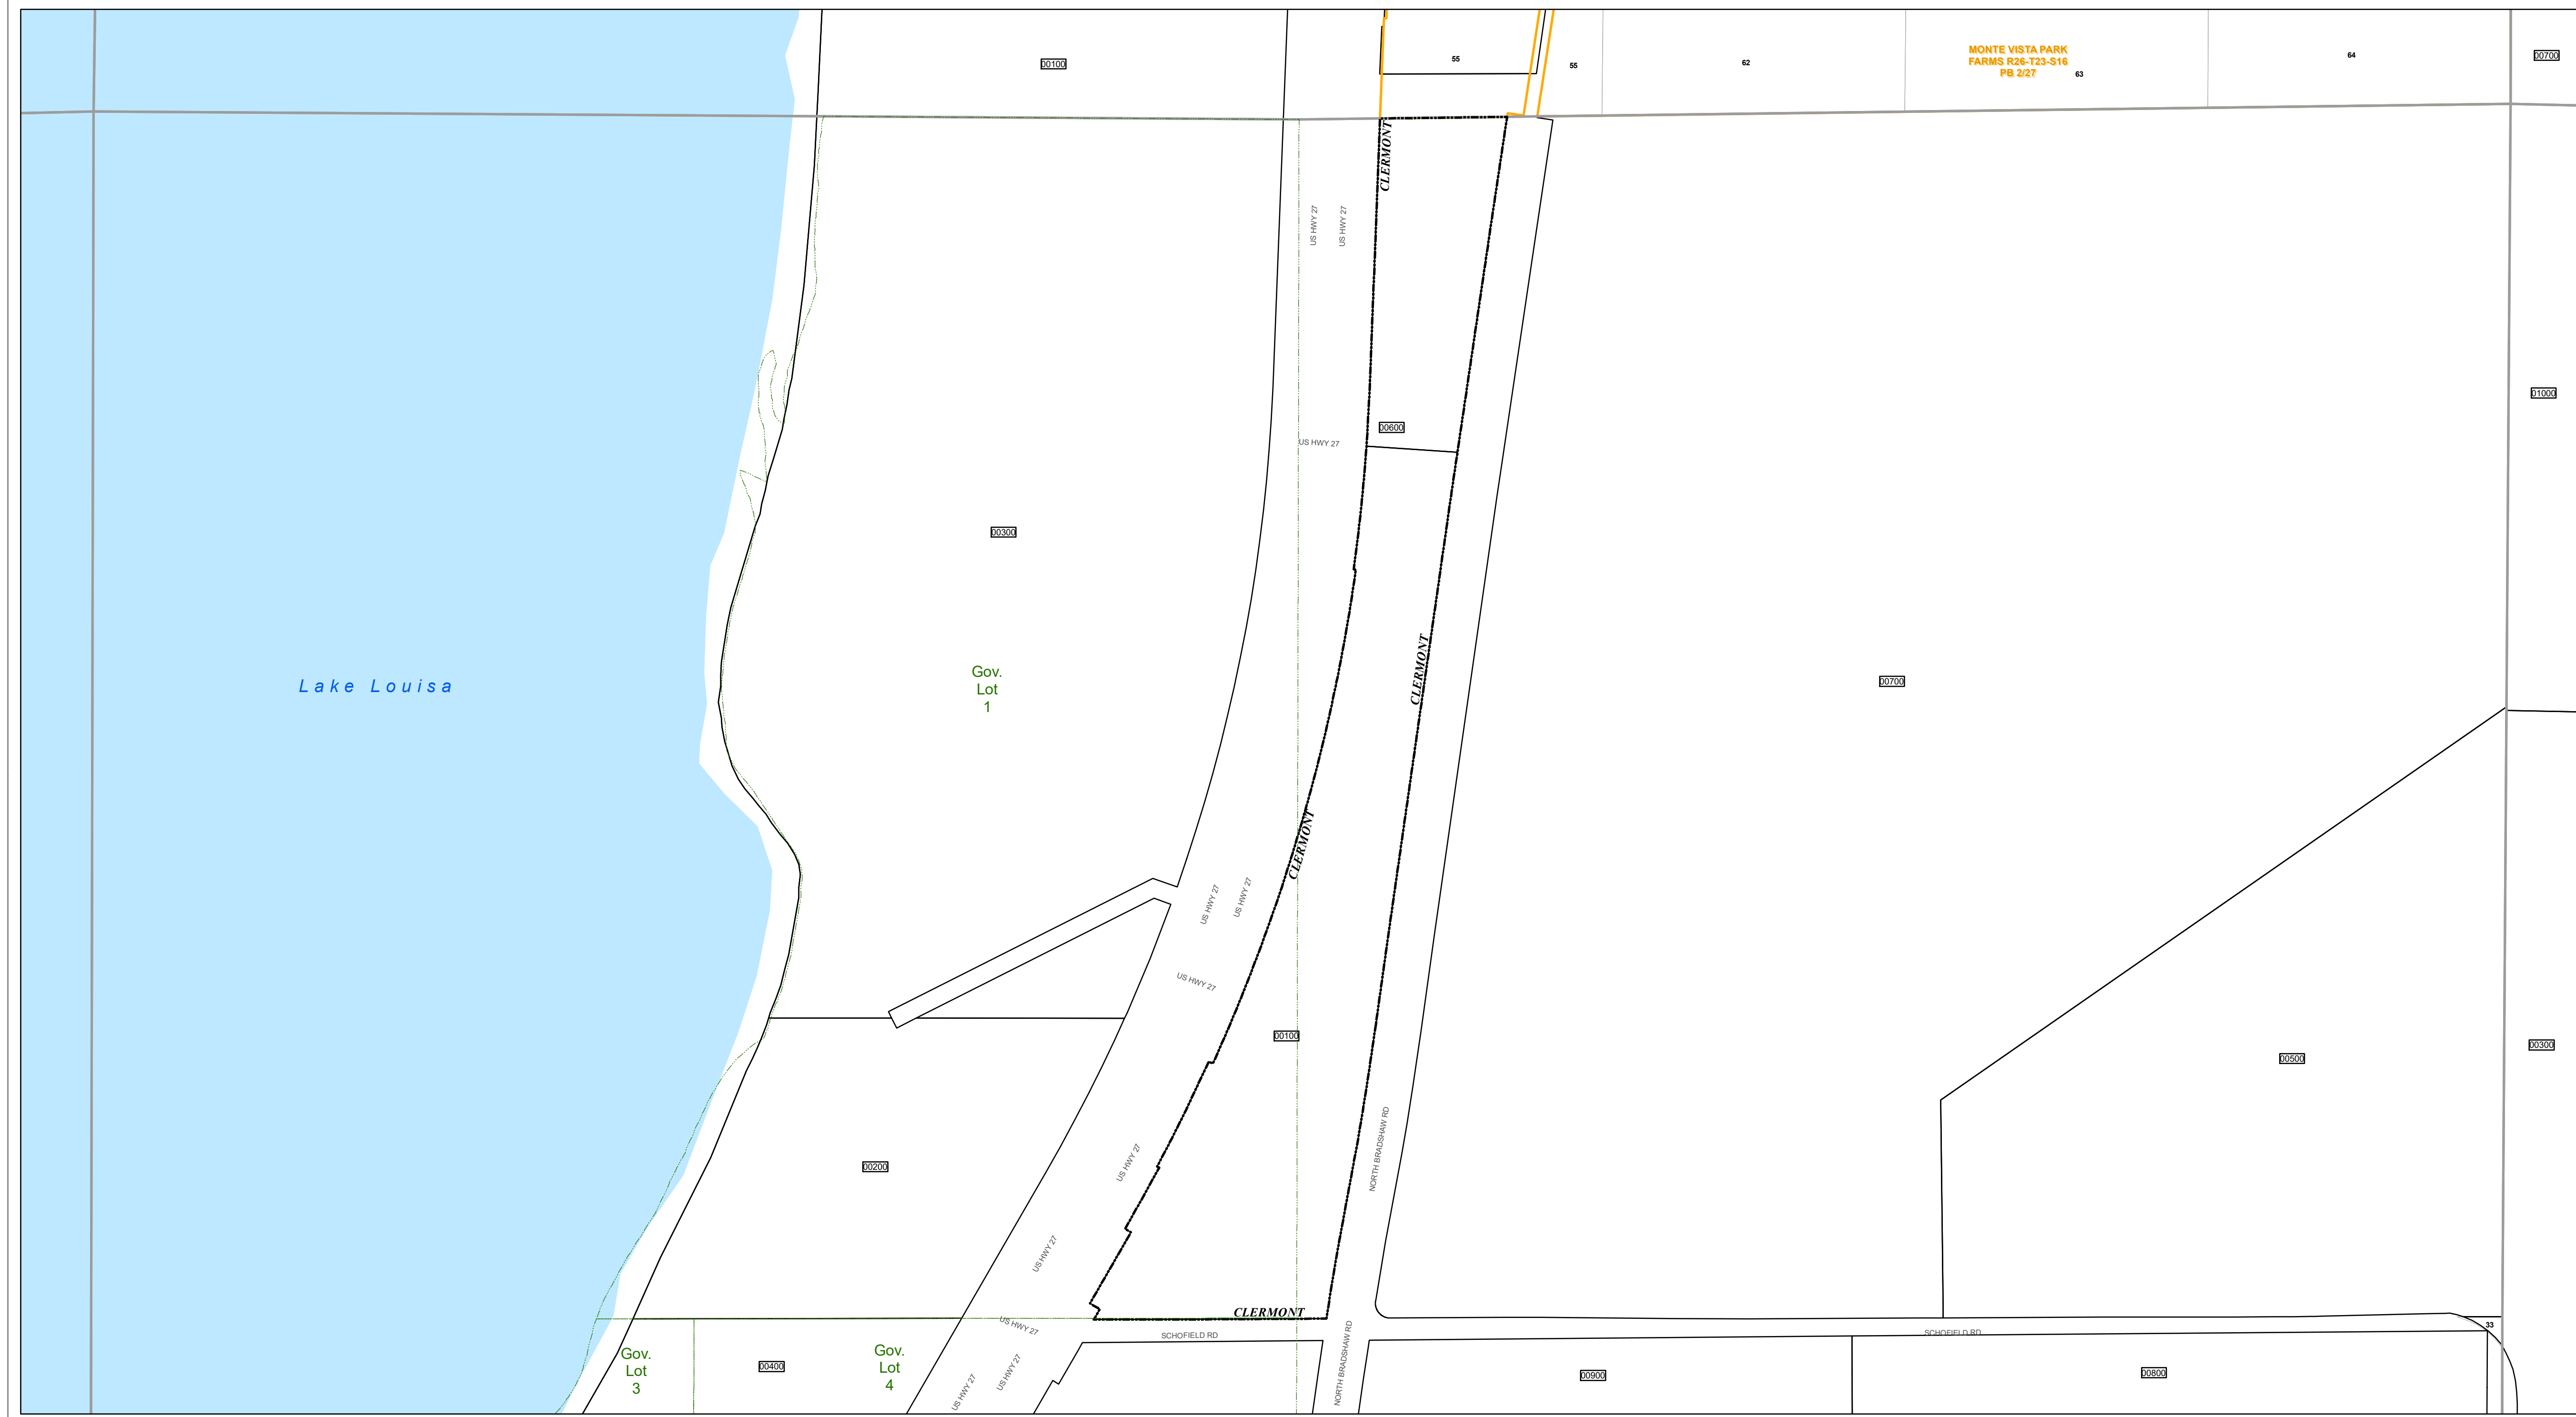 00100
55
55
62
MONTE VISTA PARK
FARMS R26-T23-S16
PB 2/27
63
64
00700
CLERMONT
US HWY 27
US HWY 27
01000
00600
US HWY 27
00300
Gov.
Lot
1
Lake Louisa
CLERMONT
00700
CLERMONT
US HWY 27
US HWY 27
US HWY 27
00100
00500
00300
NORTH BRADSHAW RD
US HWY 27
00200
US HWY 27
CLERMONT
US HWY 27
SCHOFIELD RD
SCHOFIELD RD
33
Gov.
Lot
3
00400
Gov.
Lot
4
US HWY 27
US HWY 27
NORTH BRADSHAW RD
00900
00800